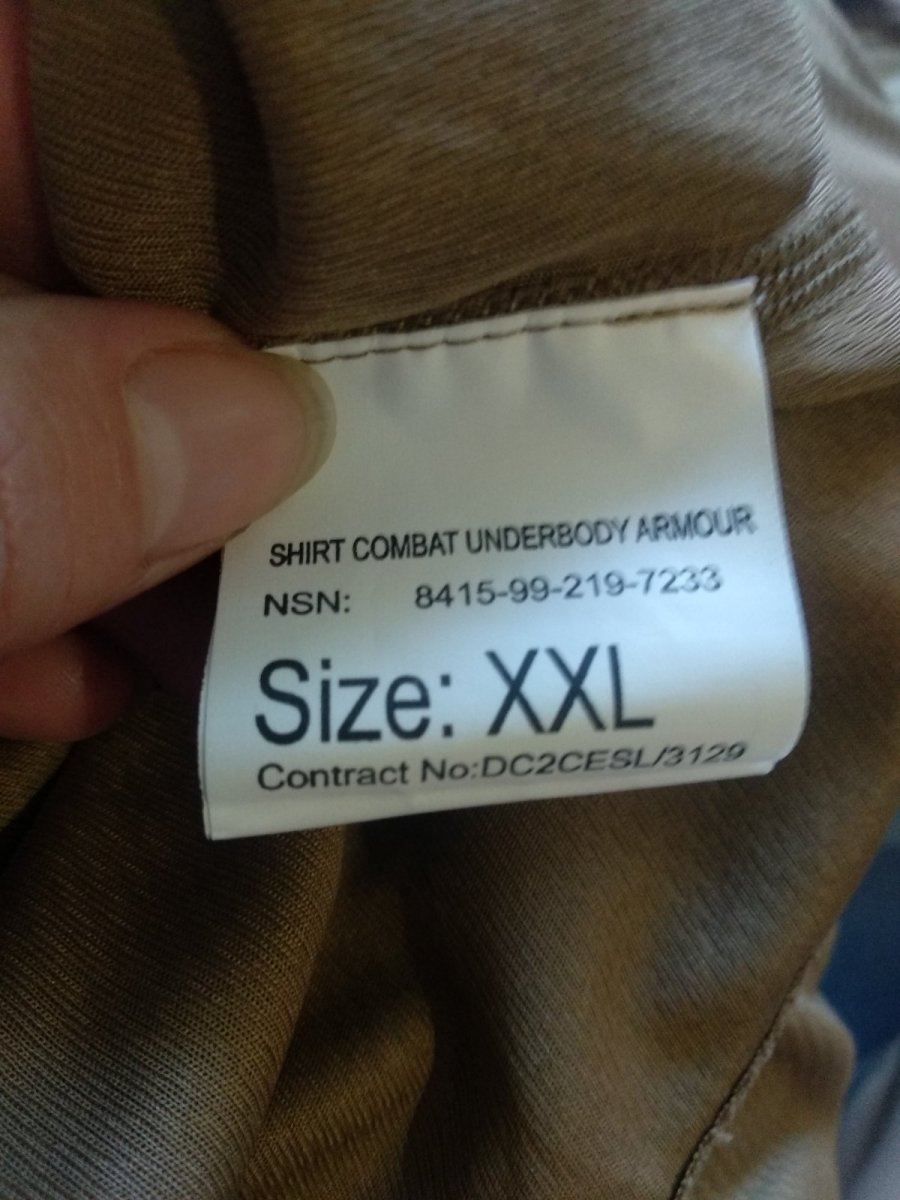 SHIRT COMBAT UNDERBODY ARMOUR
NSN: 8415-99-219-7233
Size: XXL
Contract No:DC2CESL/3129